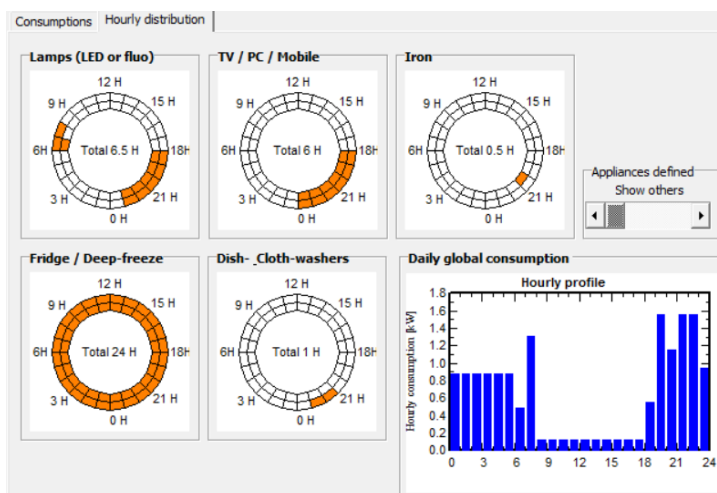 Consumptions
Hourly distribution
Lamps (LED or fluo)
12 H
9 H
15 H
6H
Total 6.5 H
18H
3 H
21 H
0 H
TV / PC / Mobile
12 H
9 H
15 H
6H
Total 6 H
18H
3 H
21 H
0 H
Iron
12 H
9 H
15 H
6H
Total 0.5 H
18H
3 H
21 H
0 H
Appliances defined
Show others
Fridge / Deep-freeze
12 H
9 H
15 H
6H
Total 24 H
18H
3 H
21 H
0 H
Dish- _Cloth-washers
12 H
9 H
15 H
6H
Total 1 H
18H
3 H
21 H
0 H
Daily global consumption
Hourly profile
Hourly consumption [kW]
1.8
1.6
1.4
1.2
1.0
0.8
0.6
0.4
0.2
0.0
0 3 6 9 12 15 18 21 24